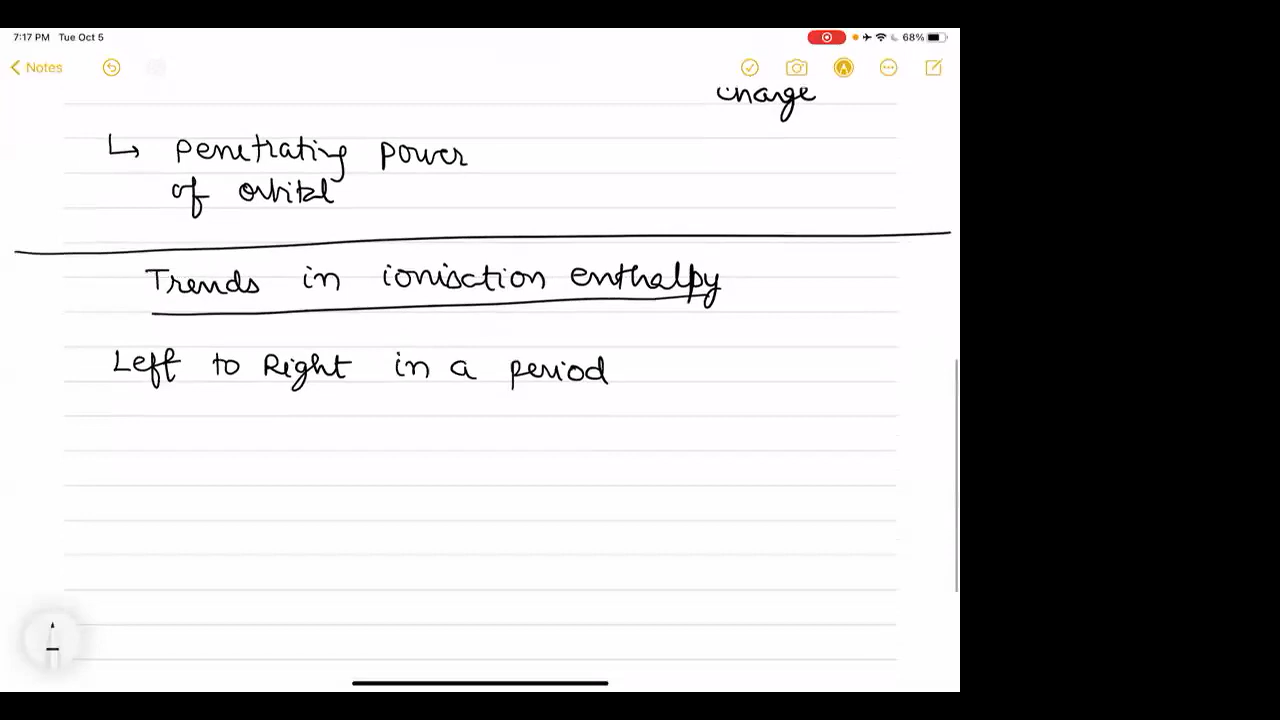 7:17 PM Tue Oct 5
68%
Notes
charge
↳ penetrating power
of orbital
Trends in ionisation enthalpy
Left to Right in a period